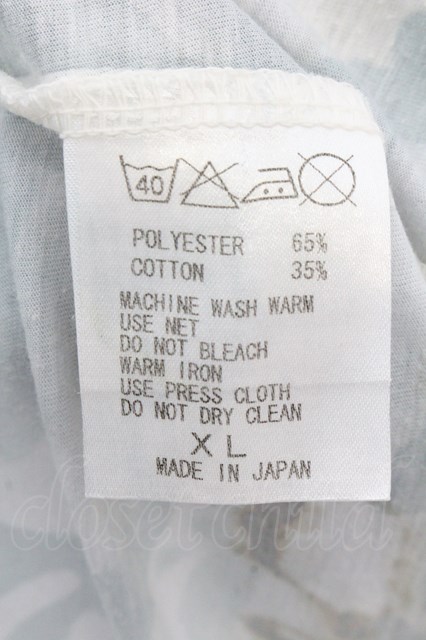 40
POLYESTER 65%
COTTON 35%
MACHINE WASH WARM
USE NET
DO NOT BLEACH
WARM IRON
USE PRESS CLOTH
DO NOT DRY CLEAN
XL
MADE IN JAPAN
closet child